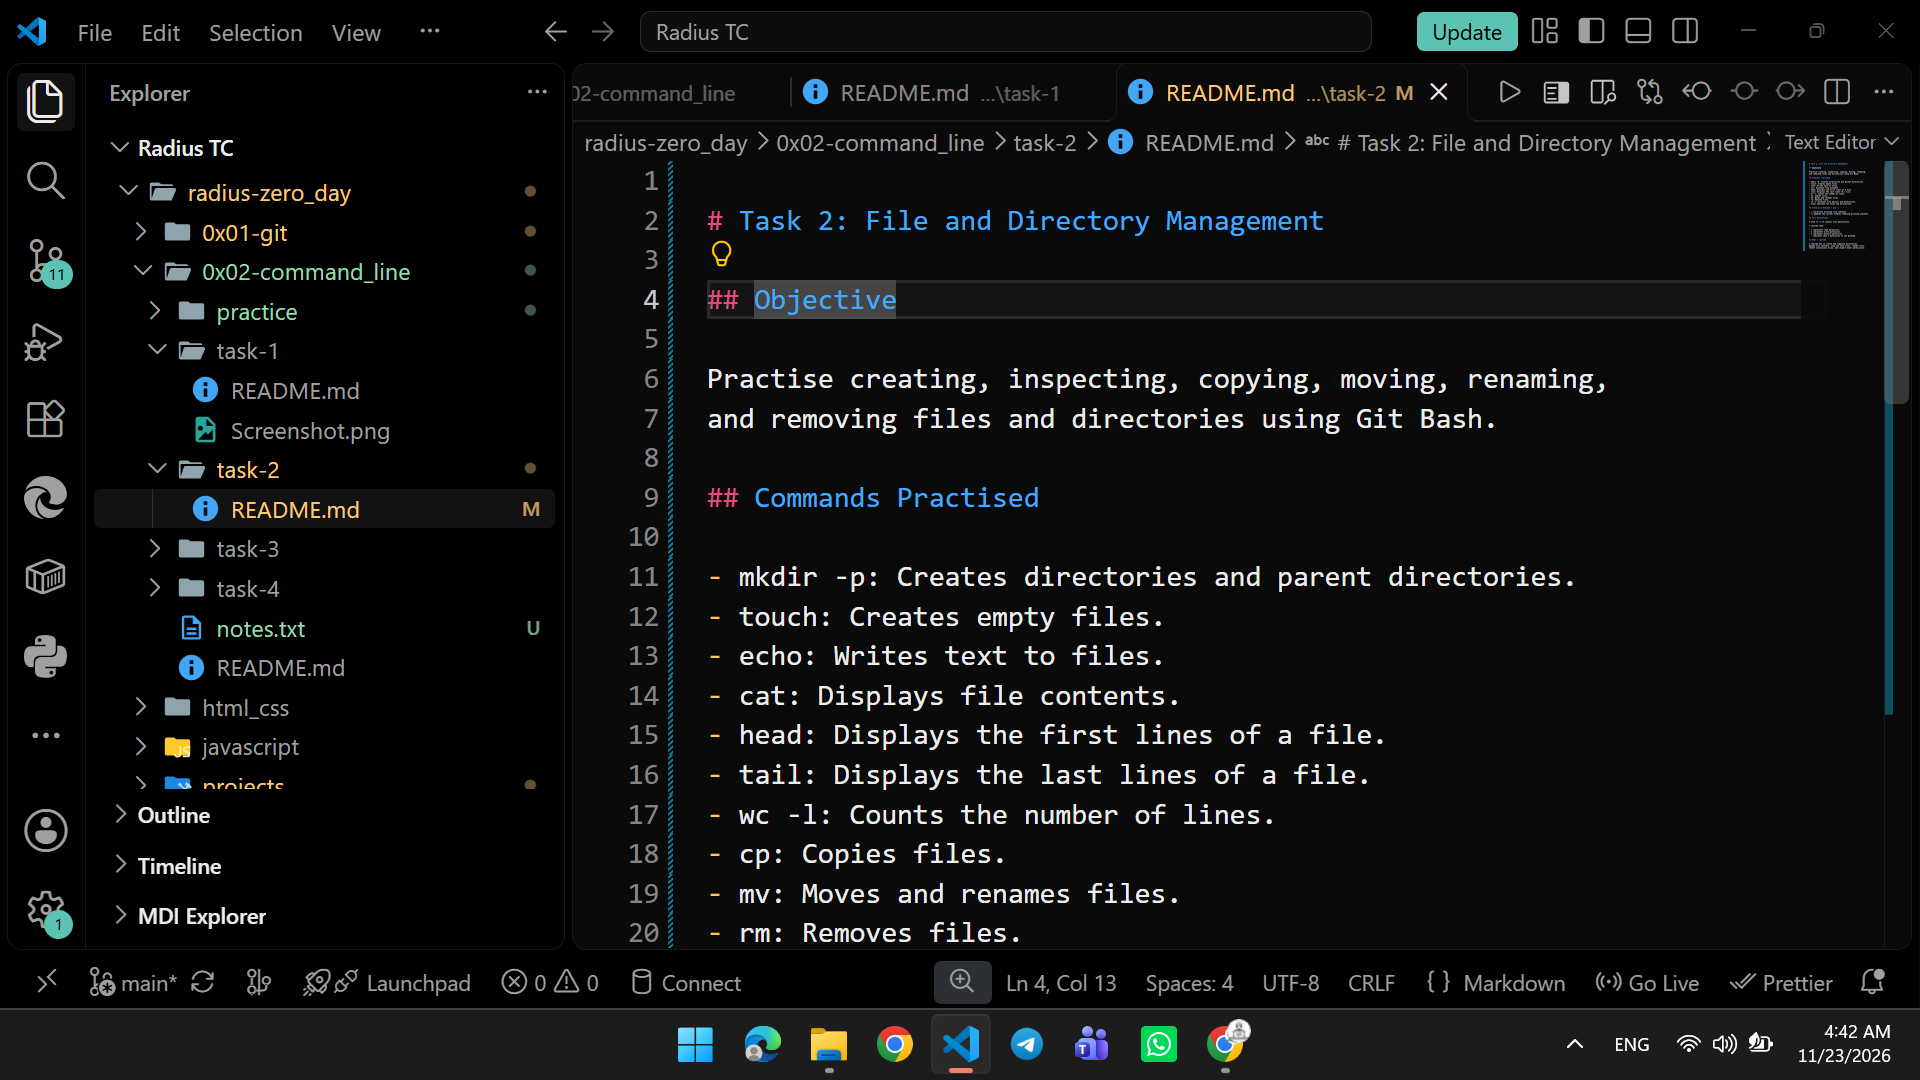 File Edit Selection View ···
Radius TC
Update
Explorer
Radius TC
radius-zero_day
0x01-git
0x02-command_line
practice
task-1
README.md
Screenshot.png
task-2
README.md M
task-3
task-4
notes.txt U
README.md
html_css
javascript
projects
Outline
Timeline
MDI Explorer
11
1
02-command_line
README.md ...\task-1
README.md ...\task-2 M
radius-zero_day > 0x02-command_line > task-2 > README.md > abc # Task 2: File and Directory Management
Text Editor
1
2 # Task 2: File and Directory Management
3
4 ## Objective
5
6 Practise creating, inspecting, copying, moving, renaming,
7 and removing files and directories using Git Bash.
8
9 ## Commands Practised
10
11 - mkdir -p: Creates directories and parent directories.
12 - touch: Creates empty files.
13 - echo: Writes text to files.
14 - cat: Displays file contents.
15 - head: Displays the first lines of a file.
16 - tail: Displays the last lines of a file.
17 - wc -l: Counts the number of lines.
18 - cp: Copies files.
19 - mv: Moves and renames files.
20 - rm: Removes files.
main* Launchpad 0 0 Connect
Ln 4, Col 13 Spaces: 4 UTF-8 CRLF {} Markdown Go Live Prettier
ENG
4:42 AM
11/23/2026